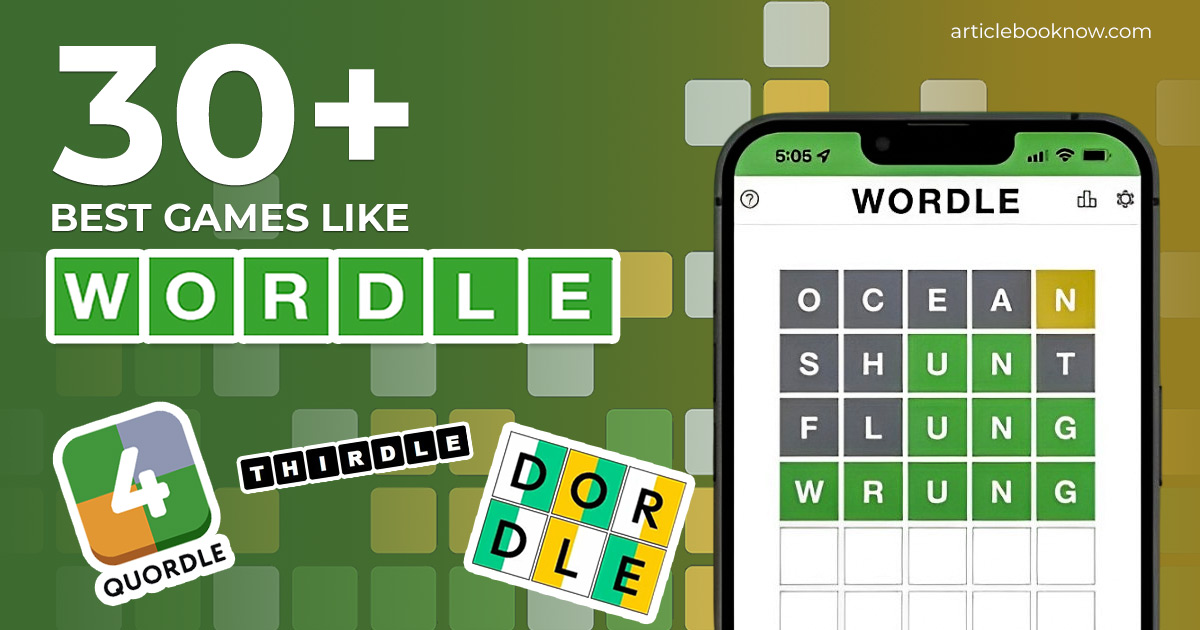 30+
BEST GAMES LIKE
WORDLE
4
QUORDLE
THIRDLE
DOR
DLE
articlebooknow.com
5:05
?
WORDLE
OCEAN
SHUNT
FLUNG
WRUNG